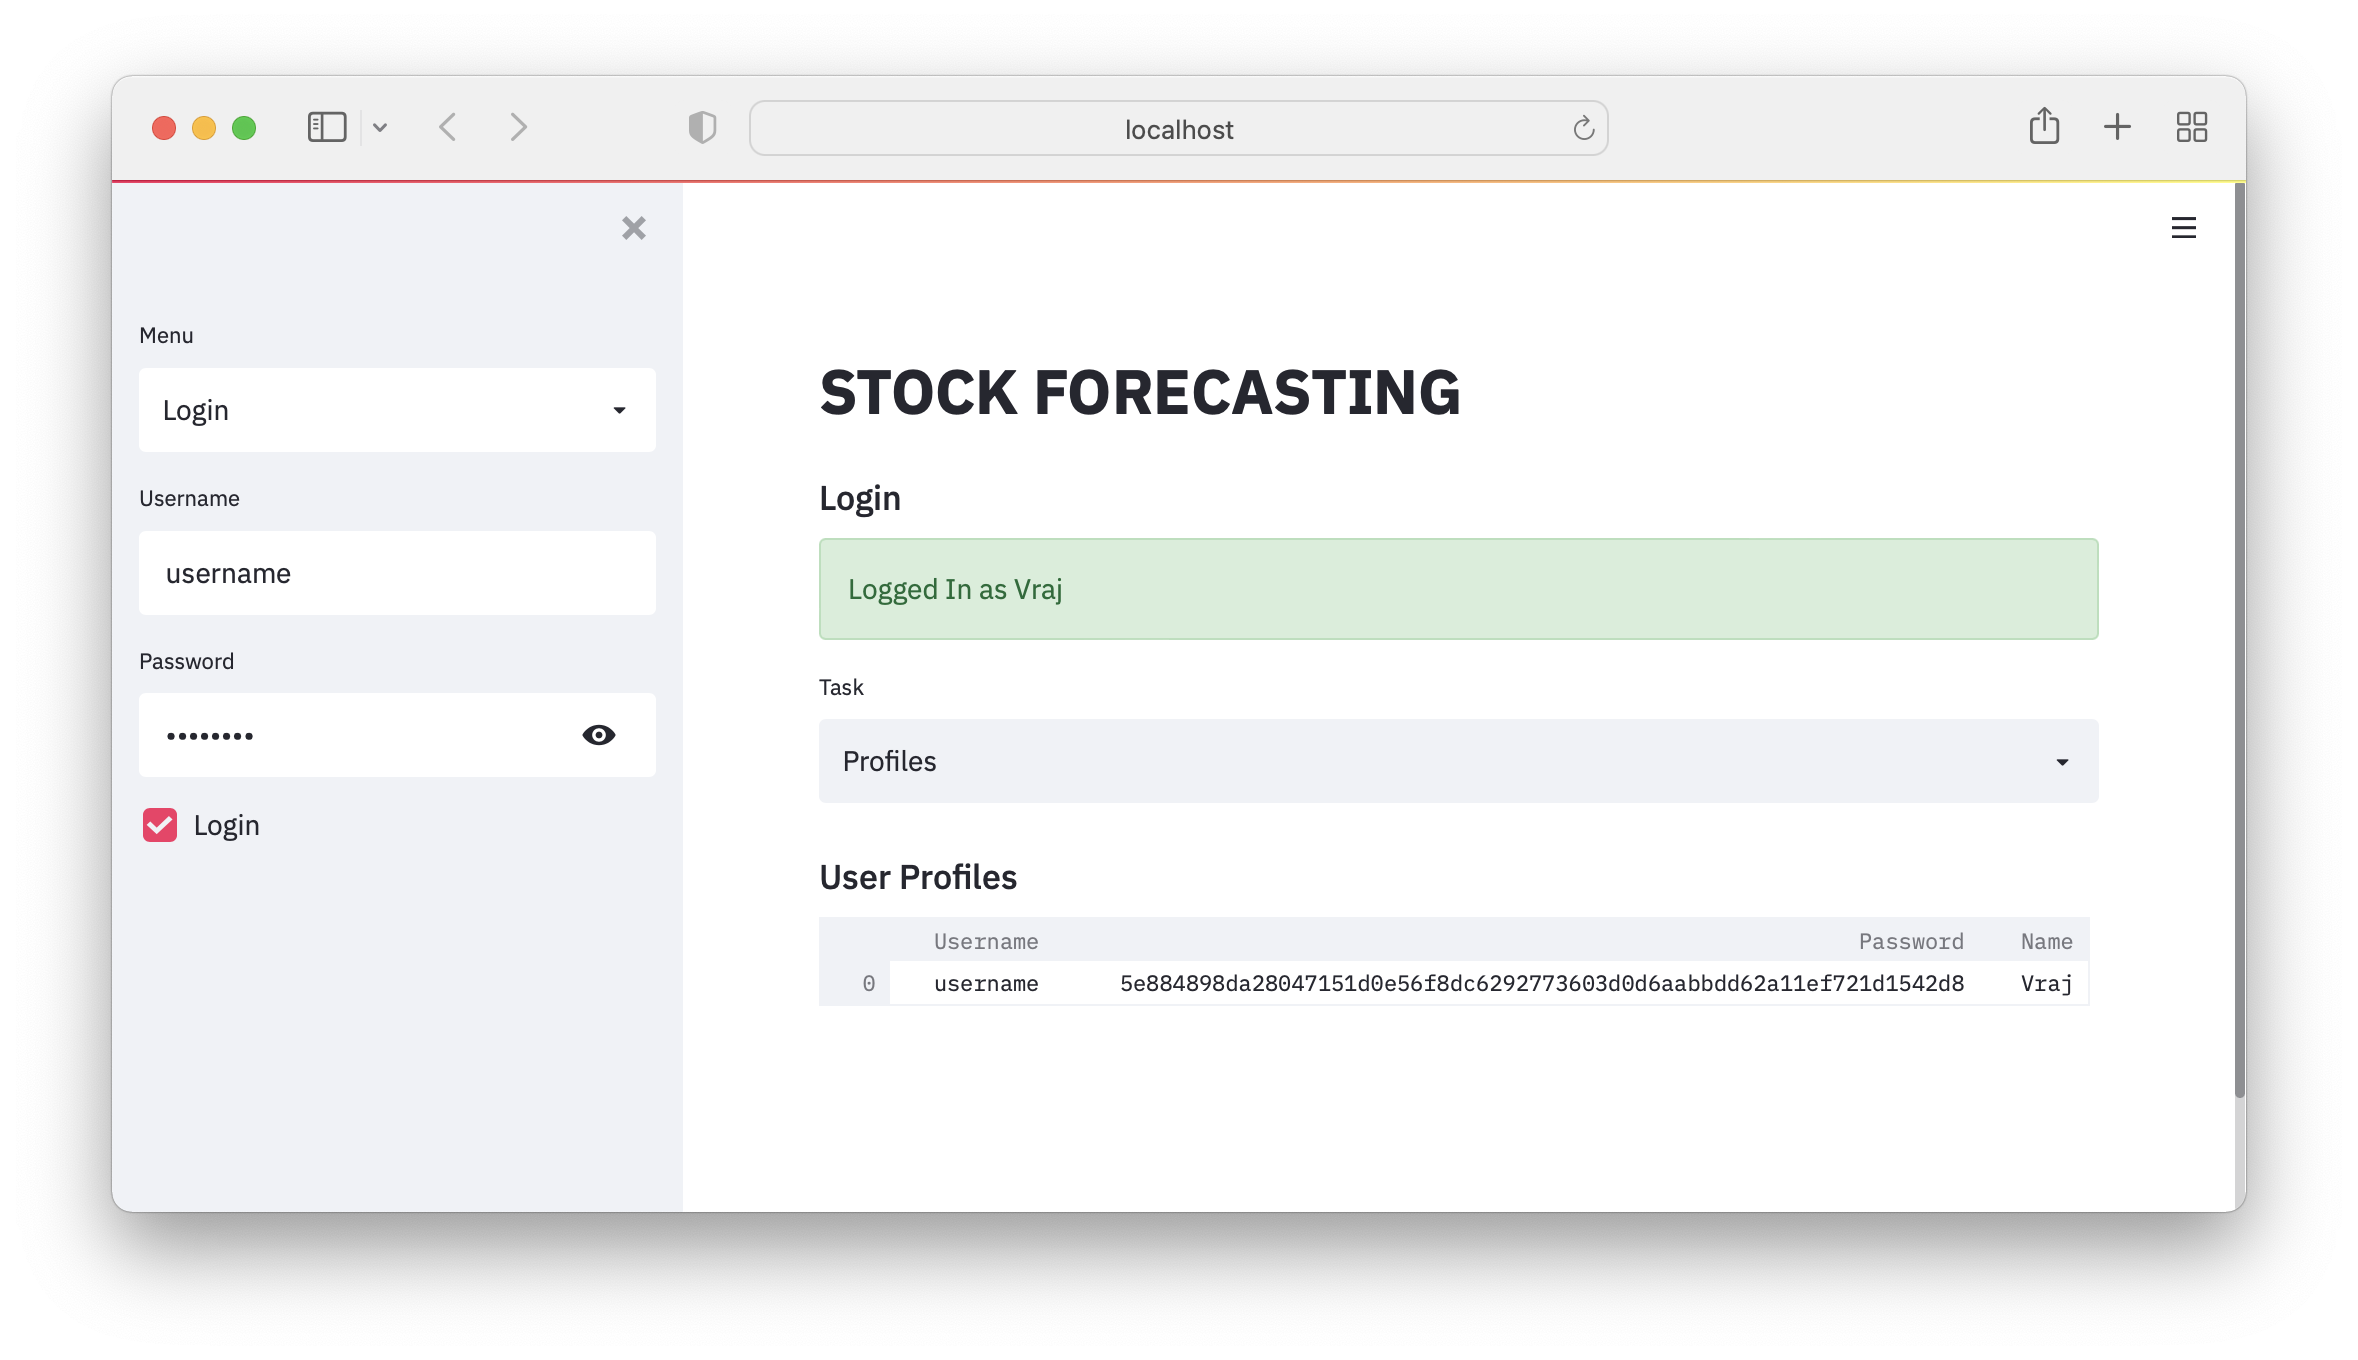 localhost
Menu
Login
Username
username
Password
••••••••
Login
STOCK FORECASTING
Login
Logged In as Vraj
Task
Profiles
User Profiles
Username Password Name
0 username 5e884898da28047151d0e56f8dc6292773603d0d6aabbdd62a11ef721d1542d8 Vraj